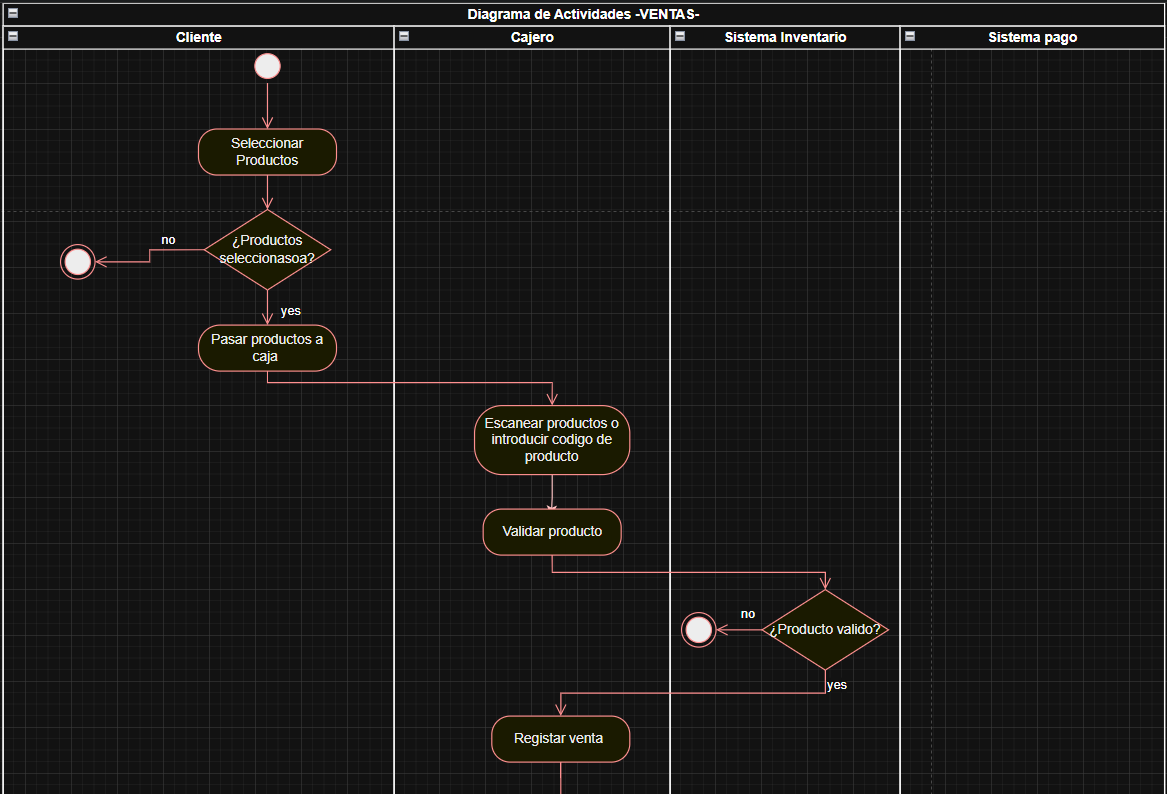 Diagrama de Actividades -VENTAS-
Cliente
Cajero
Sistema Inventario
Sistema pago
Seleccionar
Productos
¿Productos
seleccionasoa?
no
yes
Pasar productos a
caja
Escanear productos o
introducir codigo de
producto
Validar producto
¿Producto valido?
no
yes
Registar venta